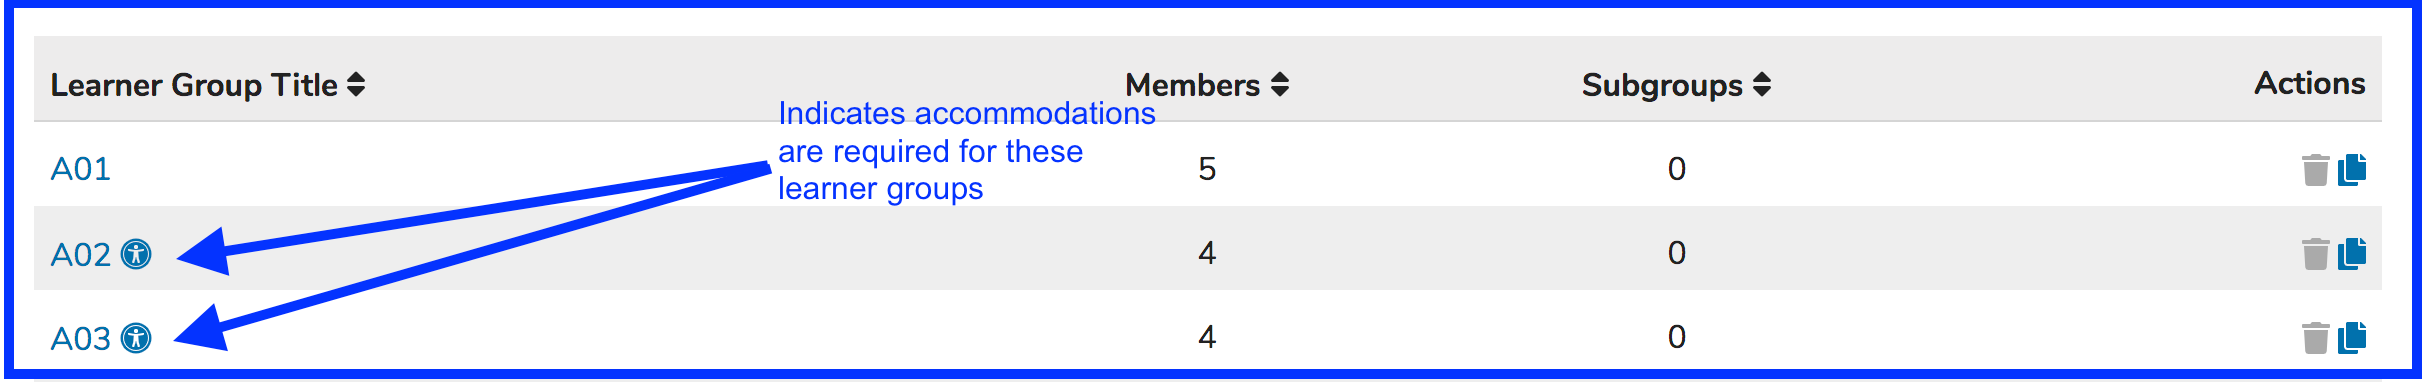 Learner Group Title Members Subgroups Actions
Indicates accommodations
are required for these
learner groups
A01 5 0
A02 4 0
A03 4 0